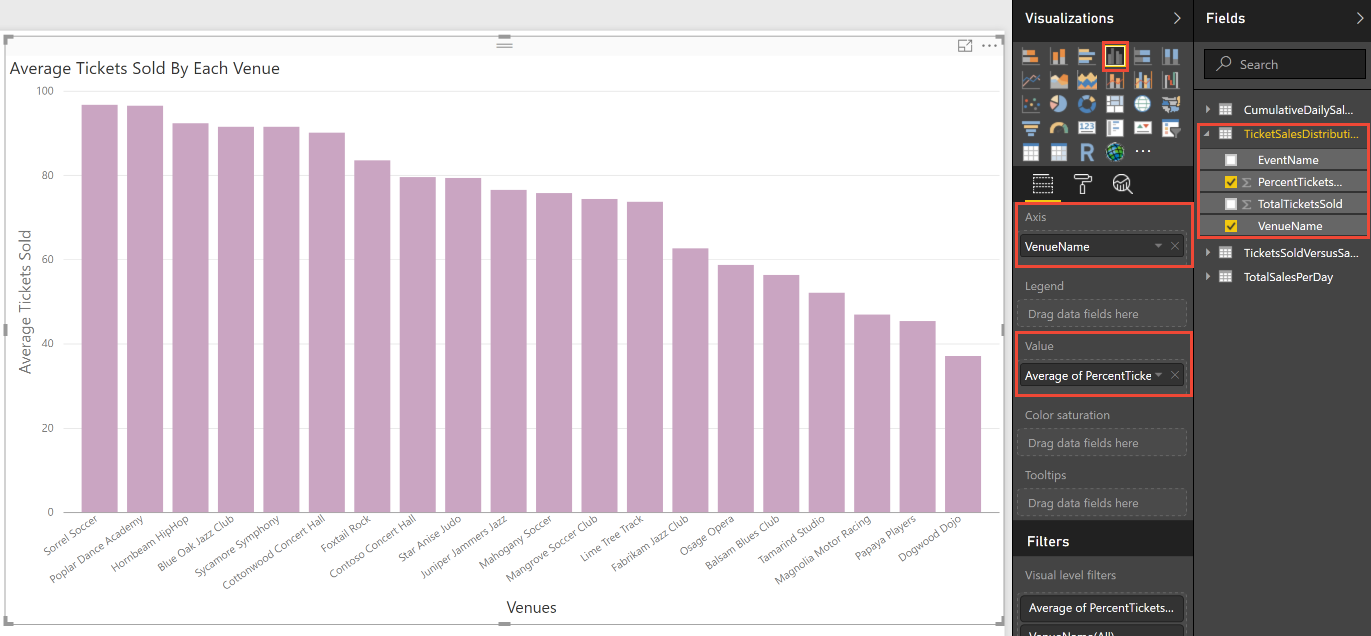 Average Tickets Sold By Each Venue
100
80
60
40
20
0
Average Tickets Sold
Sorrel Soccer
Poplar Dance Academy
Hornbeam HipHop
Blue Oak Jazz Club
Sycamore Symphony
Cottonwood Concert Hall
Foxtail Rock
Contoso Concert Hall
Star Anise Judo
Juniper Jammers Jazz
Mahogany Soccer
Mangrove Soccer Club
Lime Tree Track
Fabrikam Jazz Club
Osage Opera
Balsam Blues Club
Tamarind Studio
Magnolia Motor Racing
Papaya Players
Dogwood Dojo
Venues
Visualizations
123
R
Axis
VenueName
Legend
Drag data fields here
Value
Average of PercentTicke
Color saturation
Drag data fields here
Tooltips
Drag data fields here
Filters
Visual level filters
Average of PercentTickets...
VenueName(All)
Fields
Search
CumulativeDailySal...
TicketSalesDistributi...
EventName
Σ PercentTickets...
Σ TotalTicketsSold
VenueName
TicketsSoldVersusSa...
TotalSalesPerDay